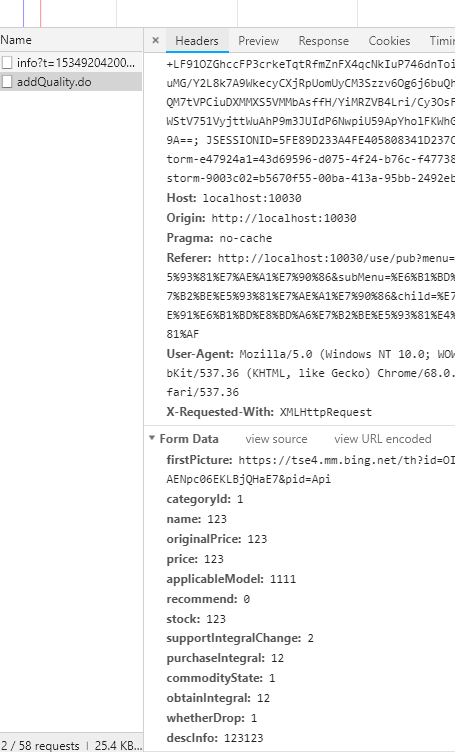 Name
× Headers Preview Response Cookies Timi
info?t=15349204200...
addQuality.do
+LF91OZGhccFP3crkeTqtRfmZnFX4qcNkIuP746dnToi
uMG/Y2L8k7A9WkecyCXjRpUomUyCM3Szzv6Og6j6buQh
QM7tVPCiuDXMMXS5VMMbAsffH/YiMRZVB4Lri/Cy3OsF
WStV751VyjttWuAhP9m3JUIdP6NwpiU59ApYholFKWhG
9A==; JSESSIONID=5FE89D233A4FE405808341D237C
torm-e47924a1=43d69596-d075-4f24-b76c-f47738
storm-9003c02=b5670f55-00ba-413a-95bb-2492eb
Host: localhost:10030
Origin: http://localhost:10030
Pragma: no-cache
Referer: http://localhost:10030/use/pub?menu=
5%93%81%E7%AE%A1%E7%90%86&subMenu=%E6%B1%BD%
7%B2%BE%E5%93%81%E7%AE%A1%E7%90%86&child=%E7
E%91%E6%B1%BD%E8%BD%A6%E7%B2%BE%E5%93%81%E4%
81%AF
User-Agent: Mozilla/5.0 (Windows NT 10.0; WOW
bKit/537.36 (KHTML, like Gecko) Chrome/68.0.
fari/537.36
X-Requested-With: XMLHttpRequest
▼ Form Data view source view URL encoded
firstPicture: https://tse4.mm.bing.net/th?id=OI
AENpc06EKLBjQHaE7&pid=Api
categoryId: 1
name: 123
originalPrice: 123
price: 123
applicableModel: 1111
recommend: 0
stock: 123
supportIntegralChange: 2
purchaseIntegral: 12
commodityState: 1
obtainIntegral: 12
whetherDrop: 1
descInfo: 123123
2 / 58 requests | 25.4 KB...